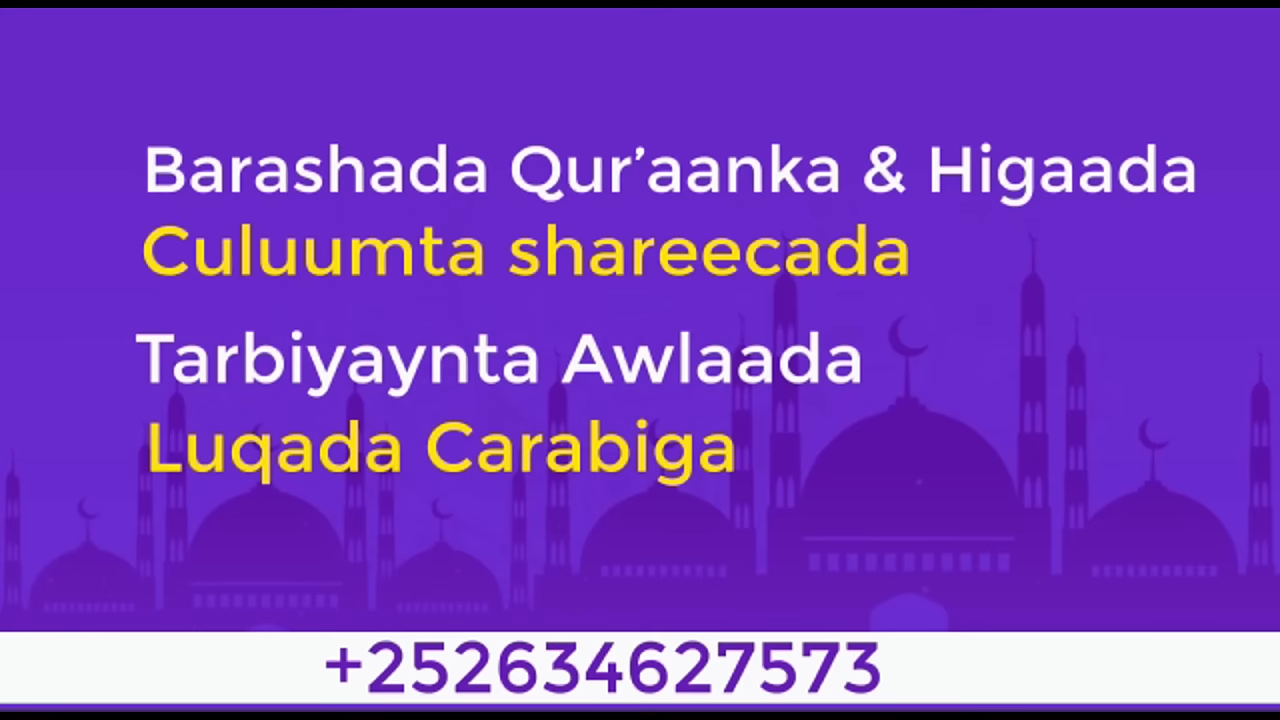 Barashada Qur’aanka & Higaada
Culuumta shareecada
Tarbiyaynta Awlaada
Luqada Carabiga
+252634627573